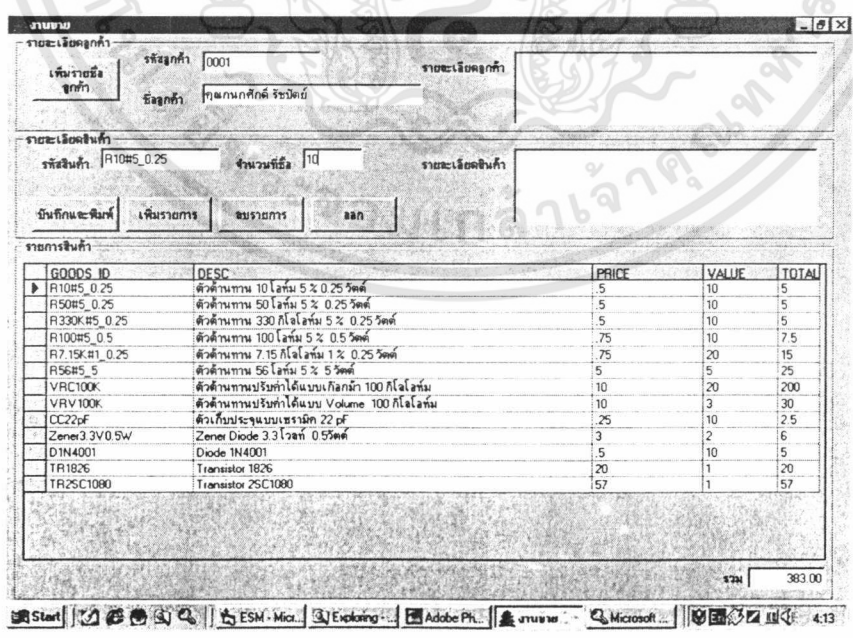 งานขาย
รายละเอียดลูกค้า
เพิ่มรายชื่อ
ลูกค้า
รหัสลูกค้า 0001
ชื่อลูกค้า คุณกนกศักดิ์ รัชปัตย์
รายละเอียดลูกค้า
รายละเอียดสินค้า
รหัสสินค้า R10#5_0.25 จำนวนที่ซื้อ 10 รายละเอียดสินค้า
บันทึกและพิมพ์ เพิ่มรายการ ลบรายการ ออก
รายการสินค้า
GOODS_ID DESC PRICE VALUE TOTAL
R10#5_0.25 ตัวต้านทาน 10 โอห์ม 5 % 0.25 วัตต์ .5 10 5
R50#5_0.25 ตัวต้านทาน 50 โอห์ม 5 % 0.25 วัตต์ .5 10 5
R330K#5_0.25 ตัวต้านทาน 330 กิโลโอห์ม 5 % 0.25 วัตต์ .5 10 5
R100#5_0.5 ตัวต้านทาน 100 โอห์ม 5 % 0.5 วัตต์ .75 10 7.5
R7.15K#1_0.25 ตัวต้านทาน 7.15 กิโลโอห์ม 1 % 0.25 วัตต์ .75 20 15
R56#5_5 ตัวต้านทาน 56 โอห์ม 5 % 5 วัตต์ 5 5 25
VRC100K ตัวต้านทานปรับค่าได้แบบเกือกม้า 100 กิโลโอห์ม 10 20 200
VRV100K ตัวต้านทานปรับค่าได้แบบ Volume 100 กิโลโอห์ม 10 3 30
CC22pF ตัวเก็บประจุแบบเซรามิค 22 pF .25 10 2.5
Zener3.3V0.5W Zener Diode 3.3 โวลท์ 0.5วัตต์ 3 2 6
D1N4001 Diode 1N4001 .5 10 5
TR1826 Transistor 1826 20 1 20
TR2SC1080 Transistor 2SC1080 57 1 57
รวม 383.00
Start ESM - Micr... Exploring - ... Adobe Ph... งานขาย Microsoft ... 4:13